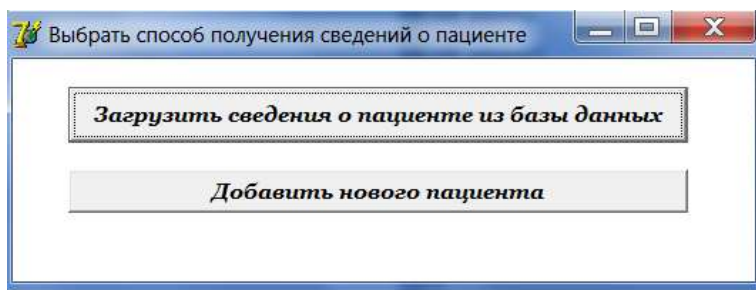 Выбрать способ получения сведений о пациенте
Загрузить сведения о пациенте из базы данных
Добавить нового пациента